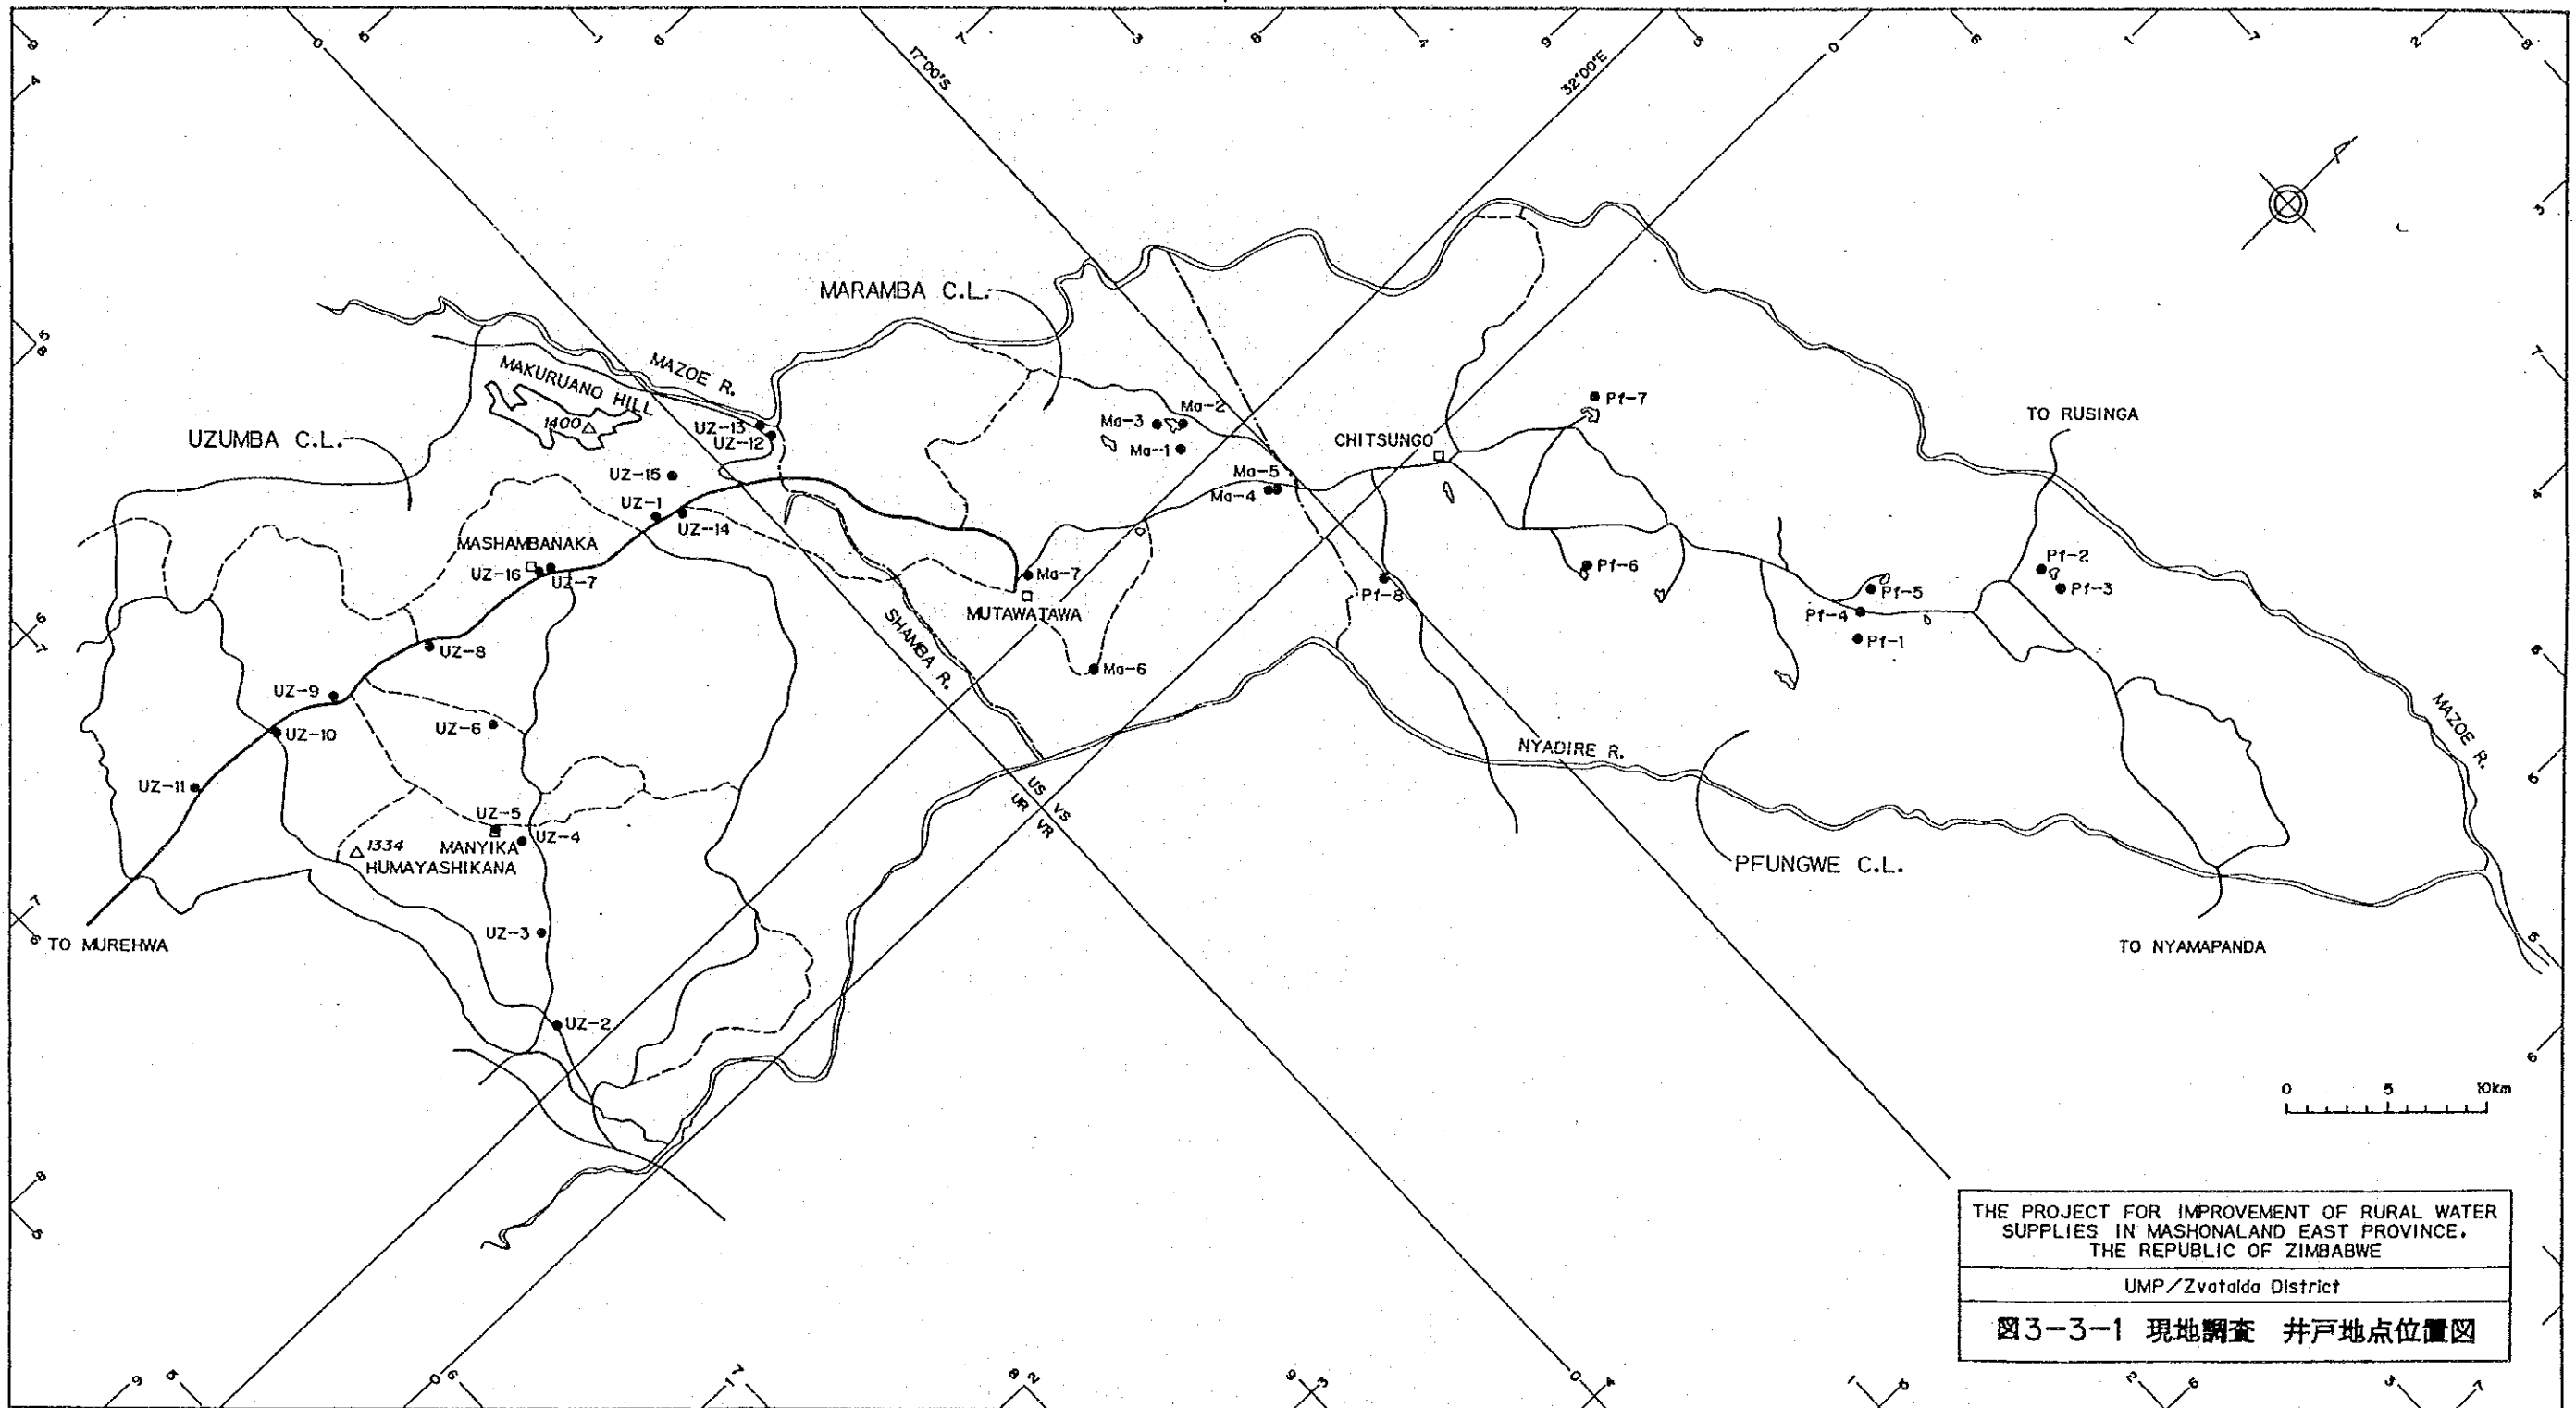 17°00'S
32°00'E
MARAMBA C.L.
MAZOE R.
MAKURUANO HILL
1400
UZUMBA C.L.
UZ-13
UZ-12
UZ-15
UZ-1
UZ-14
MASHAMBANAKA
UZ-16
UZ-7
UZ-8
UZ-9
UZ-10
UZ-6
UZ-11
UZ-5
UZ-4
MANYIKA
1334
HUMAYASHIKANA
UZ-3
UZ-2
TO MUREHWA
Ma-3
Ma-2
Ma-1
Ma-5
Ma-4
Ma-7
MUTAWATAWA
Ma-6
SHAMBA R.
US VS
UR VR
CHITSUNGO
Pf-7
Pf-6
Pf-8
Pf-5
Pf-4
Pf-1
Pf-2
Pf-3
TO RUSINGA
NYADIRE R.
MAZOE R.
PFUNGWE C.L.
TO NYAMAPANDA
0 5 10km
THE PROJECT FOR IMPROVEMENT OF RURAL WATER
SUPPLIES IN MASHONALAND EAST PROVINCE.
THE REPUBLIC OF ZIMBABWE
UMP/Zvataida District
図3-3-1 現地調査 井戸地点位置図